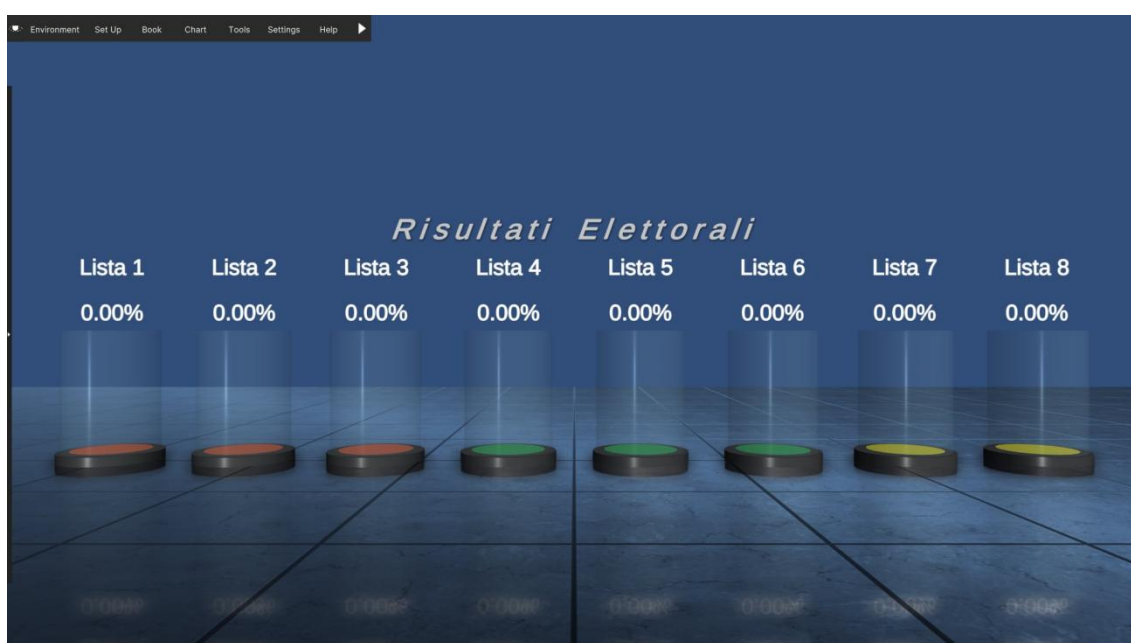 Environment Set Up Book Chart Tools Settings Help
Risultati Elettorali
Lista 1 Lista 2 Lista 3 Lista 4 Lista 5 Lista 6 Lista 7 Lista 8
0.00% 0.00% 0.00% 0.00% 0.00% 0.00% 0.00% 0.00%